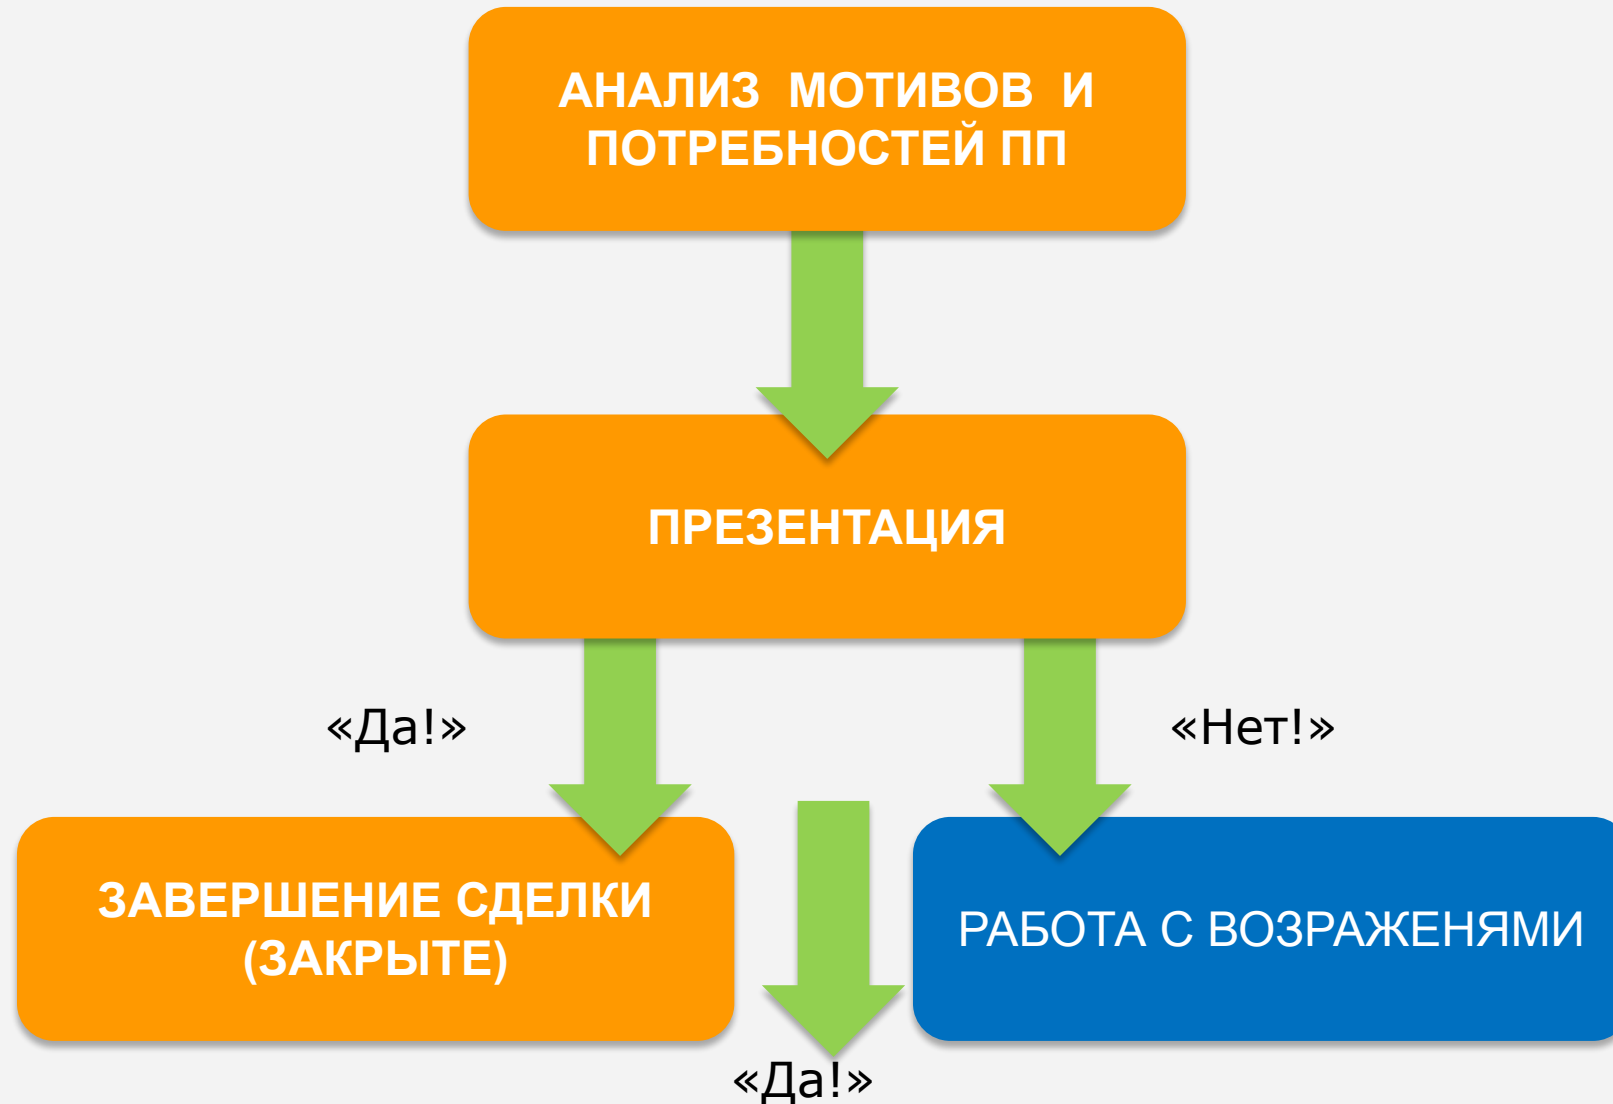 АНАЛИЗ МОТИВОВ И
ПОТРЕБНОСТЕЙ ПП
ПРЕЗЕНТАЦИЯ
«Да!»
«Нет!»
ЗАВЕРШЕНИЕ СДЕЛКИ
(ЗАКРЫТЕ)
РАБОТА С ВОЗРАЖЕНЯМИ
«Да!»